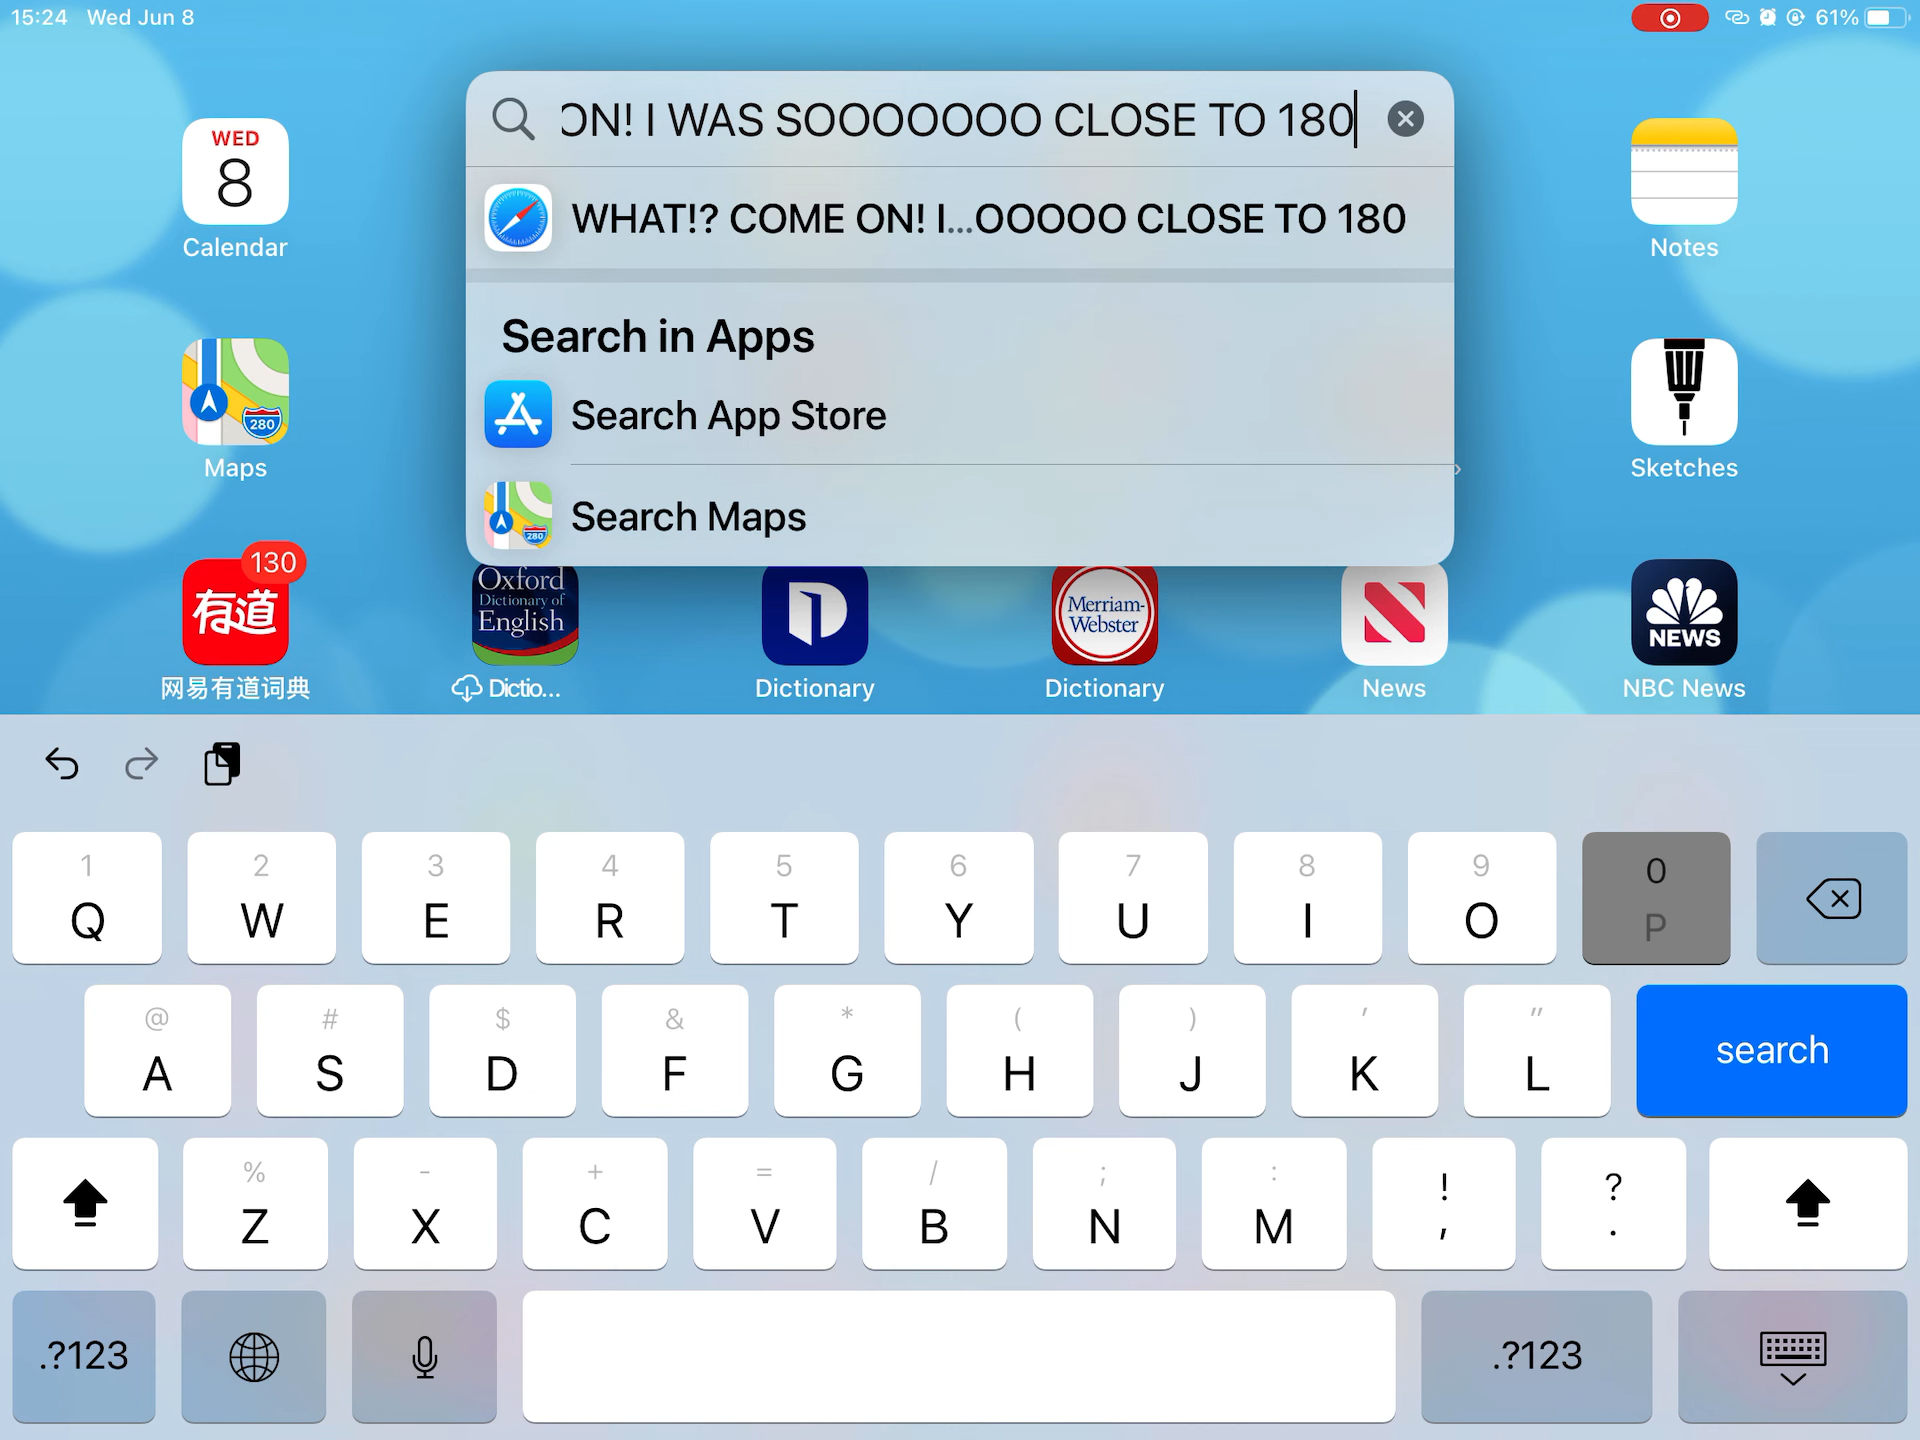 15:24 Wed Jun 8
61%
ON! I WAS SOOOOOOO CLOSE TO 180
WHAT!? COME ON! I...OOOOO CLOSE TO 180
Search in Apps
Search App Store
Search Maps
WED
8
Calendar
Notes
280
Maps
280
Sketches
130
有道
网易有道词典
Oxford
Dictionary of
English
Dictio...
Dictionary
Merriam-
Webster
Dictionary
News
NEWS
NBC News
1 2 3 4 5 6 7 8 9 0
Q W E R T Y U I O P
@ # $ & * ( ) ' "
A S D F G H J K L search
% - + = / ; : ! ?
Z X C V B N M , .
.?123 .?123